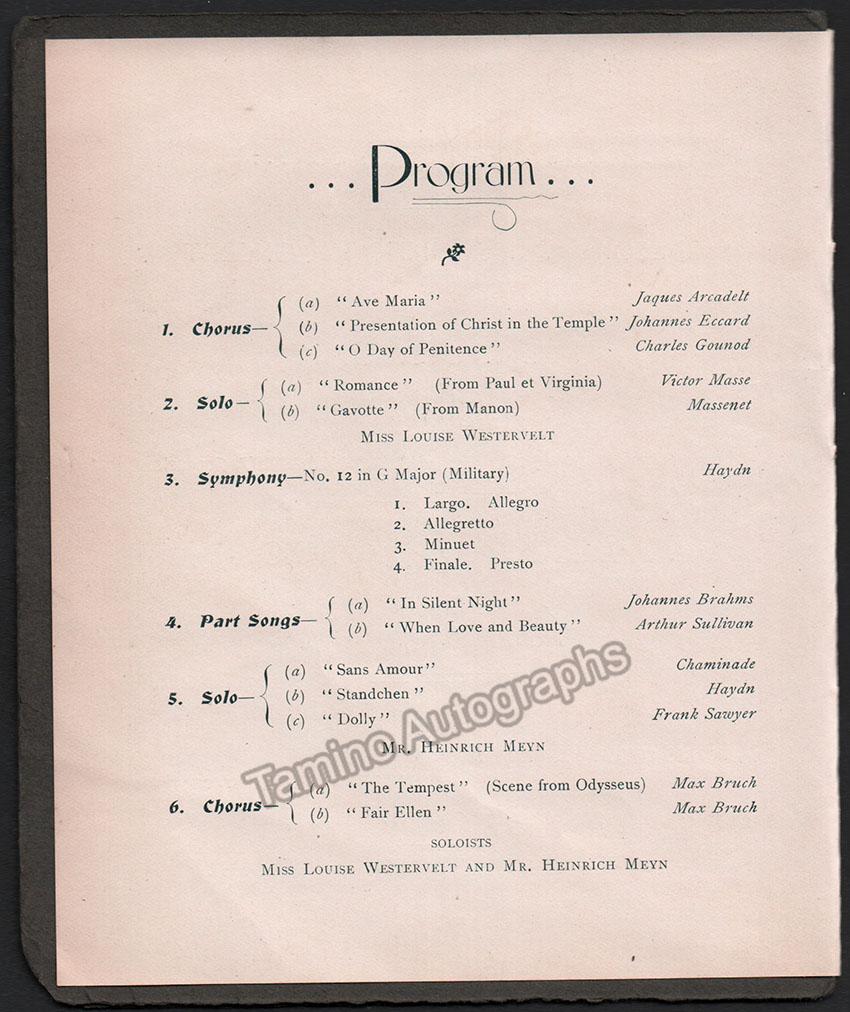 ... Program...
1. Chorus— (a) “Ave Maria” Jaques Arcadelt
(b) “Presentation of Christ in the Temple” Johannes Eccard
(c) “O Day of Penitence” Charles Gounod
2. Solo— (a) “Romance” (From Paul et Virginia) Victor Masse
(b) “Gavotte” (From Manon) Massenet
Miss Louise Westervelt
3. Symphony—No. 12 in G Major (Military) Haydn
1. Largo. Allegro
2. Allegretto
3. Minuet
4. Finale. Presto
4. Part Songs— (a) “In Silent Night” Johannes Brahms
(b) “When Love and Beauty” Arthur Sullivan
5. Solo— (a) “Sans Amour” Chaminade
(b) “Standchen” Haydn
(c) “Dolly” Frank Sawyer
Mr. Heinrich Meyn
6. Chorus— (a) “The Tempest” (Scene from Odysseus) Max Bruch
(b) “Fair Ellen” Max Bruch
SOLOISTS
Miss Louise Westervelt and Mr. Heinrich Meyn
Tamino Autographs